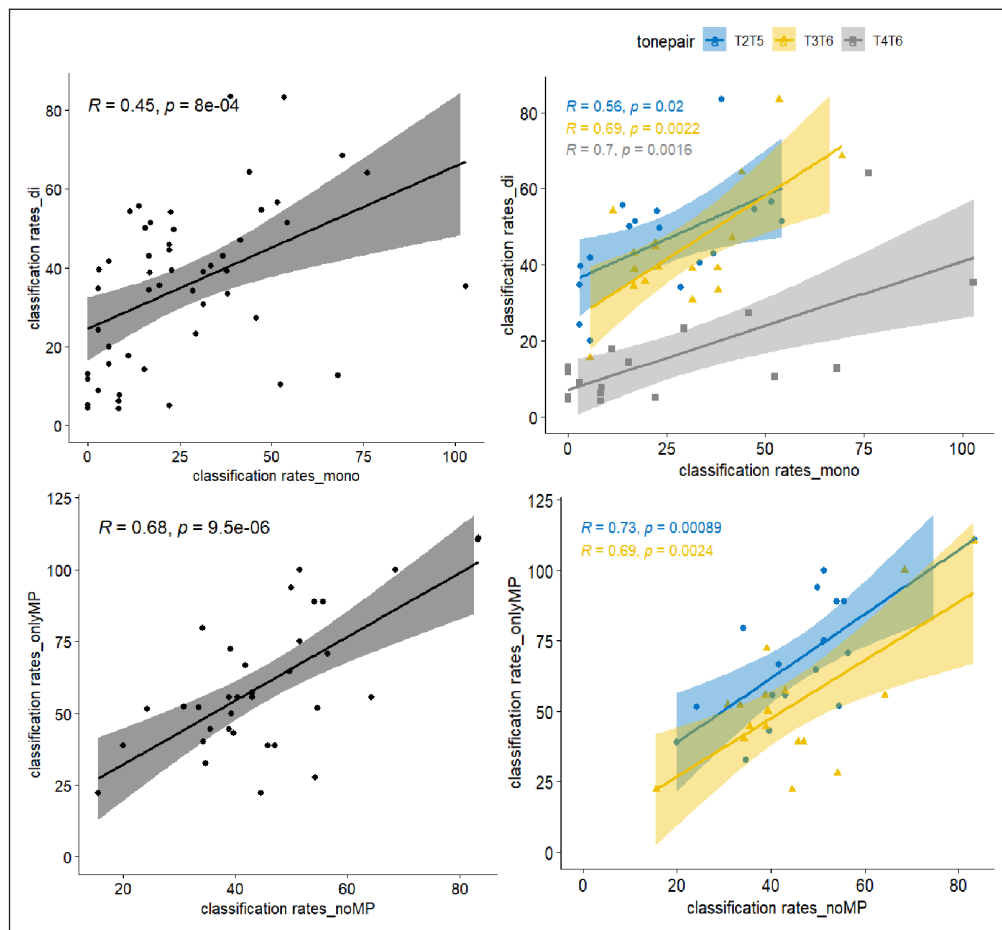 tonepair T2T5 T3T6 T4T6
R = 0.45, p = 8e-04
classification rates_di
80
60
40
20
0
0 25 50 75 100
classification rates_mono
R = 0.56, p = 0.02
R = 0.69, p = 0.0022
R = 0.7, p = 0.0016
classification rates_di
80
60
40
20
0
0 25 50 75 100
classification rates_mono
R = 0.68, p = 9.5e-06
classification rates_onlyMP
125
100
75
50
25
0
20 40 60 80
classification rates_noMP
R = 0.73, p = 0.00089
R = 0.69, p = 0.0024
classification rates_onlyMP
125
100
75
50
25
0
0 20 40 60 80
classification rates_noMP